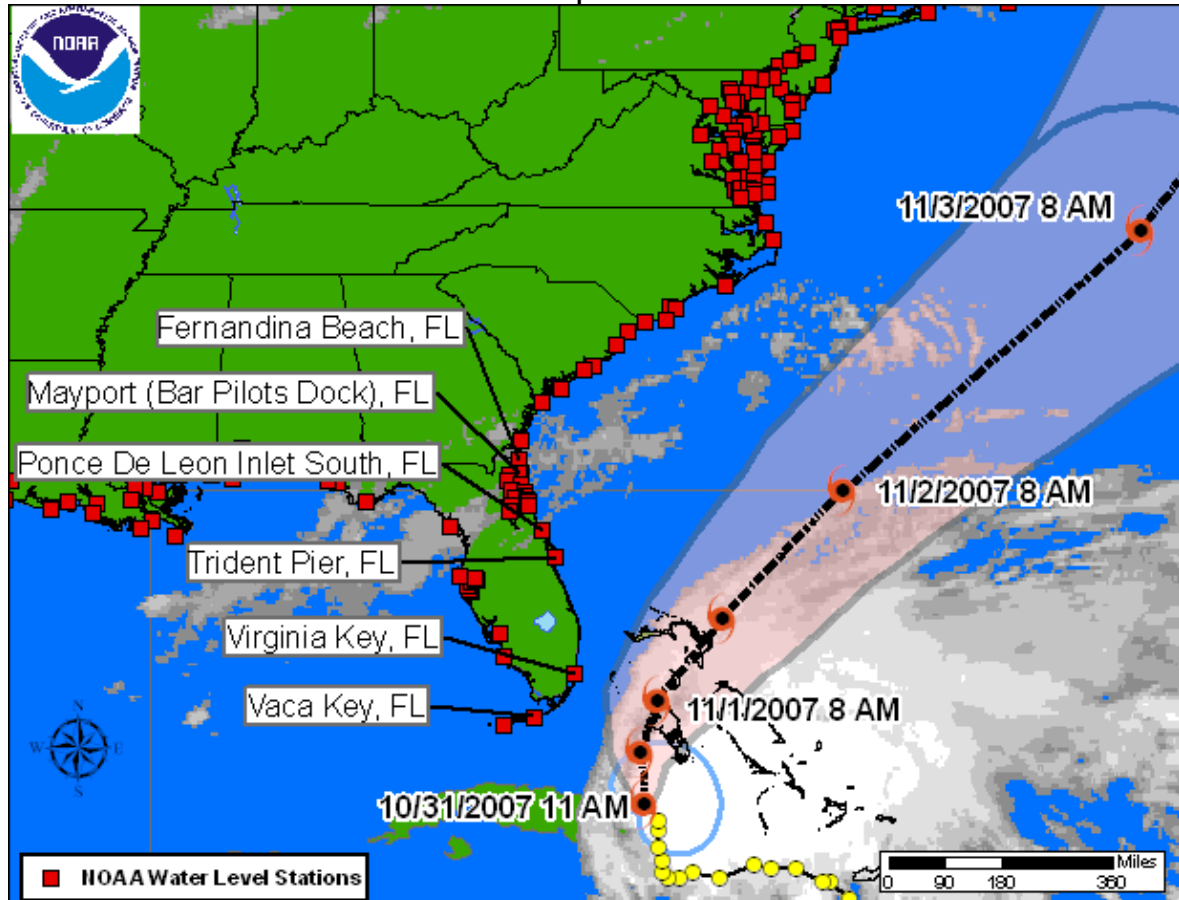 NOAA
11/3/2007 8 AM
Fernandina Beach, FL
Mayport (Bar Pilots Dock), FL
Ponce De Leon Inlet South, FL
11/2/2007 8 AM
Trident Pier, FL
Virginia Key, FL
Vaca Key, FL
11/1/2007 8 AM
N
W E
S
10/31/2007 11 AM
NOAA Water Level Stations
Miles
0 90 180 360